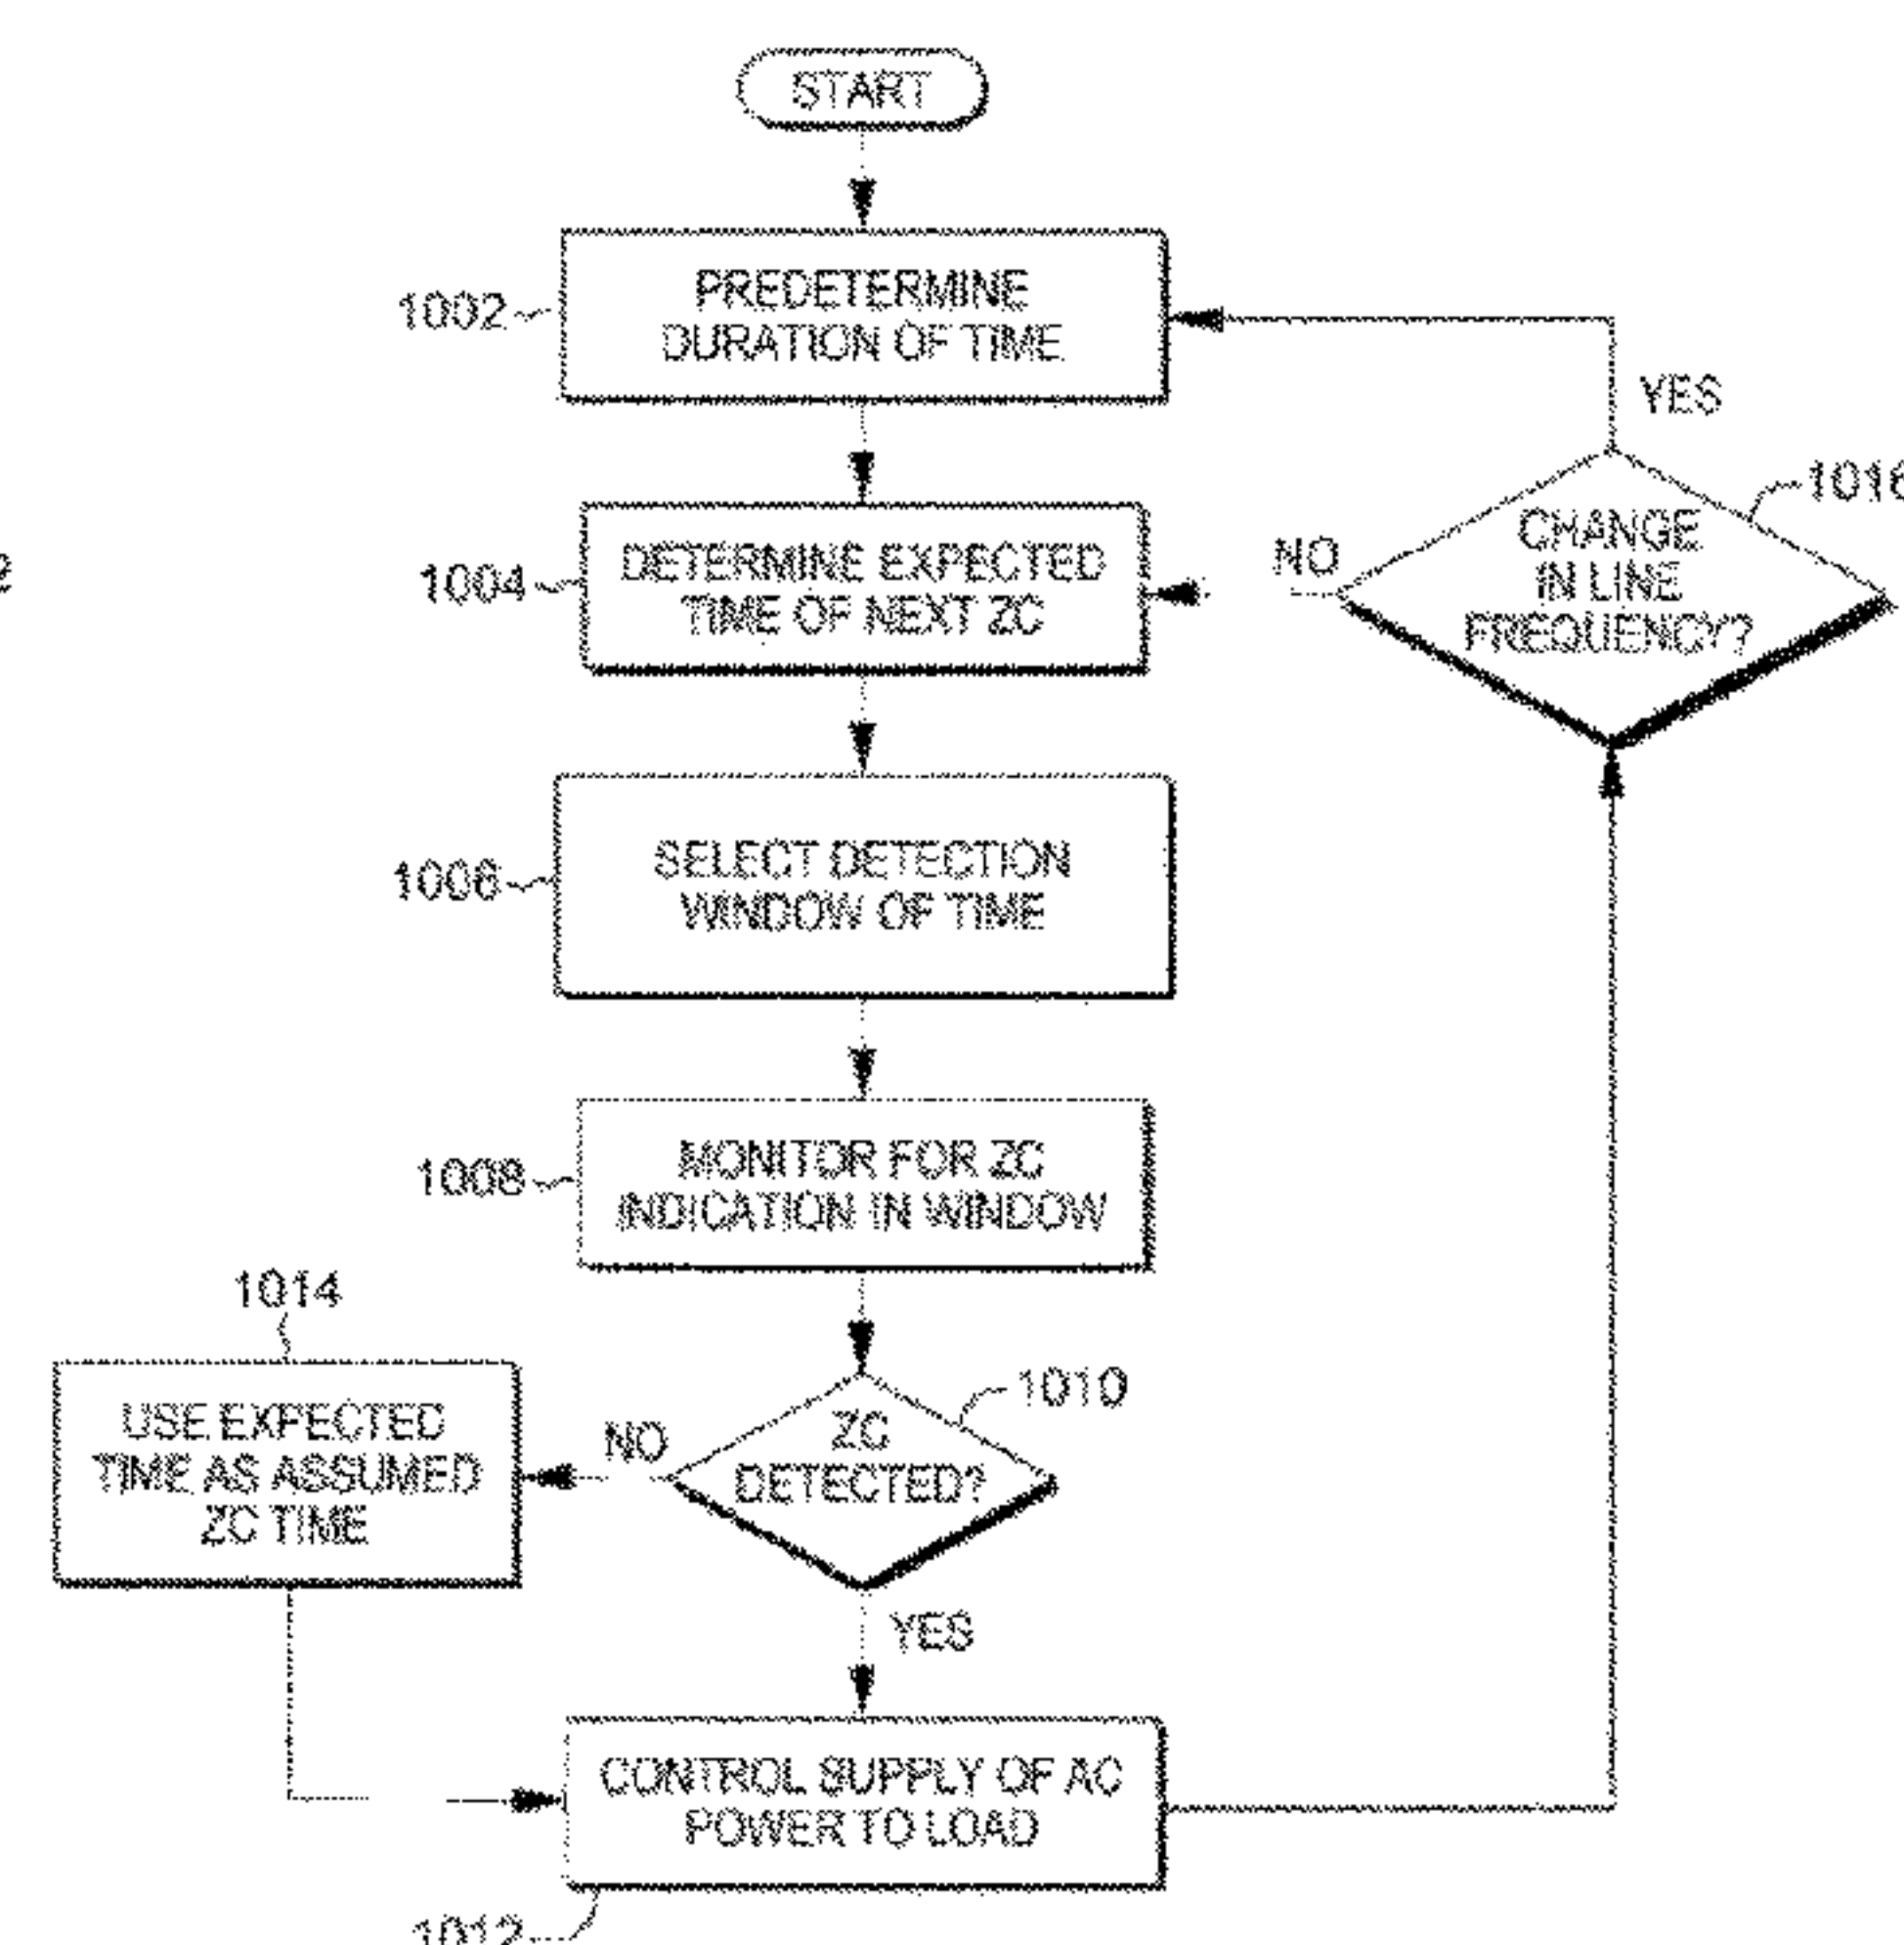 START
1002
PREDETERMINE
DURATION OF TIME
YES
1016
CHANGE
IN LINE
FREQUENCY?
NO
1004
DETERMINE EXPECTED
TIME OF NEXT ZC
1006
SELECT DETECTION
WINDOW OF TIME
1008
MONITOR FOR ZC
INDICATION IN WINDOW
1014
USE EXPECTED
TIME AS ASSUMED
ZC TIME
NO
1010
ZC
DETECTED?
YES
CONTROL SUPPLY OF AC
POWER TO LOAD
1012